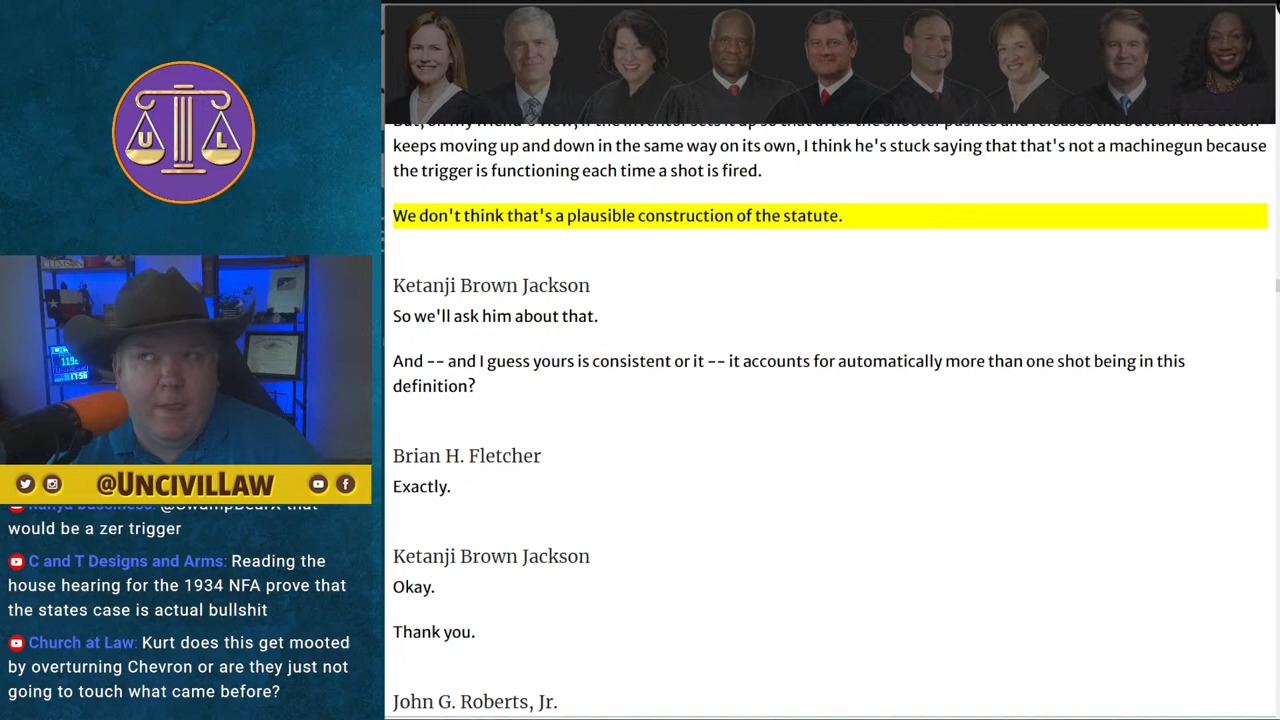 U L
@UNCIVILLAW
would be a zer trigger
C and T Designs and Arms: Reading the
house hearing for the 1934 NFA prove that
the states case is actual bullshit
Church at Law: Kurt does this get mooted
by overturning Chevron or are they just not
going to touch what came before?
keeps moving up and down in the same way on its own, I think he's stuck saying that that's not a machinegun because
the trigger is functioning each time a shot is fired.
We don't think that's a plausible construction of the statute.
Ketanji Brown Jackson
So we'll ask him about that.
And -- and I guess yours is consistent or it -- it accounts for automatically more than one shot being in this
definition?
Brian H. Fletcher
Exactly.
Ketanji Brown Jackson
Okay.
Thank you.
John G. Roberts, Jr.